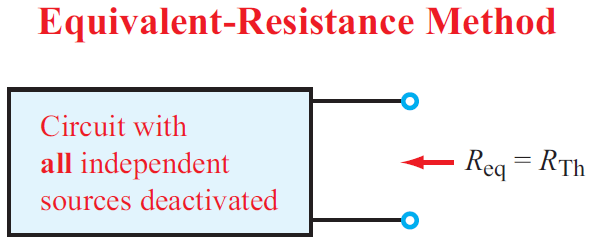 Equivalent-Resistance Method
Circuit with
all independent
sources deactivated
Req = RTh